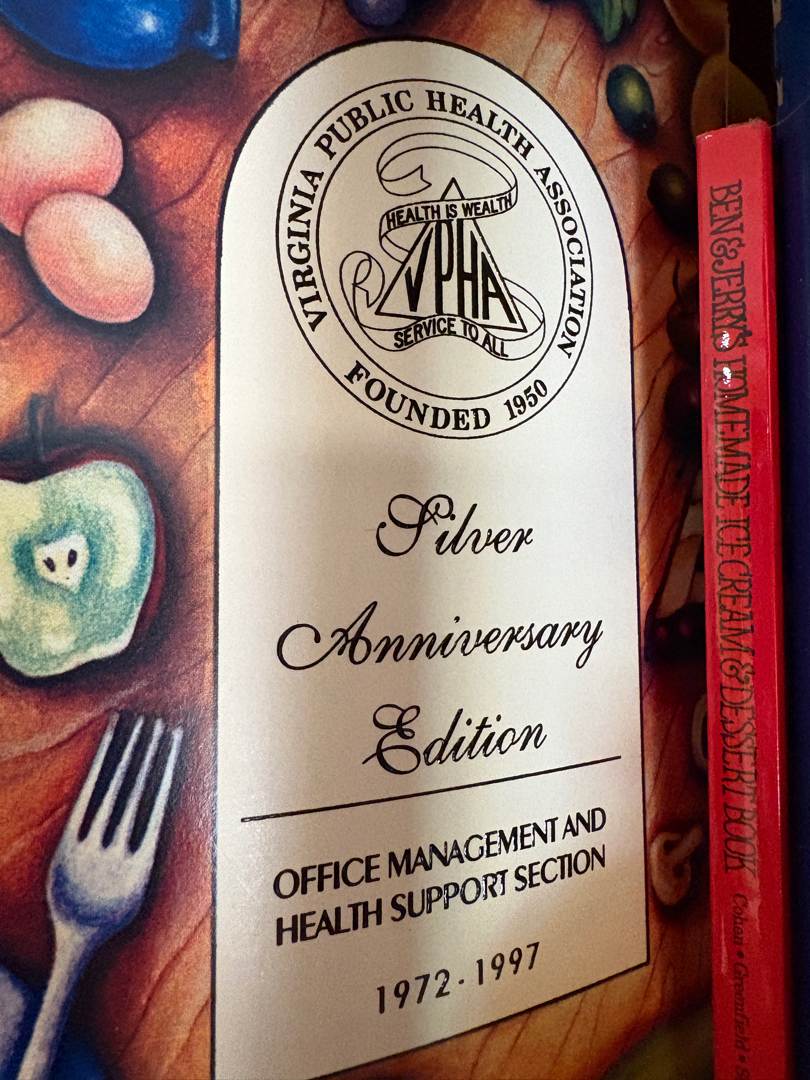 VIRGINIA PUBLIC HEALTH ASSOCIATION
HEALTH IS WEALTH
VPHA
SERVICE TO ALL
FOUNDED 1950
Silver
Anniversary
Edition
OFFICE MANAGEMENT AND
HEALTH SUPPORT SECTION
1972 - 1997
BEN & JERRY'S HOMEMADE ICE CREAM & DESSERT BOOK
Cohen • Greenfield •